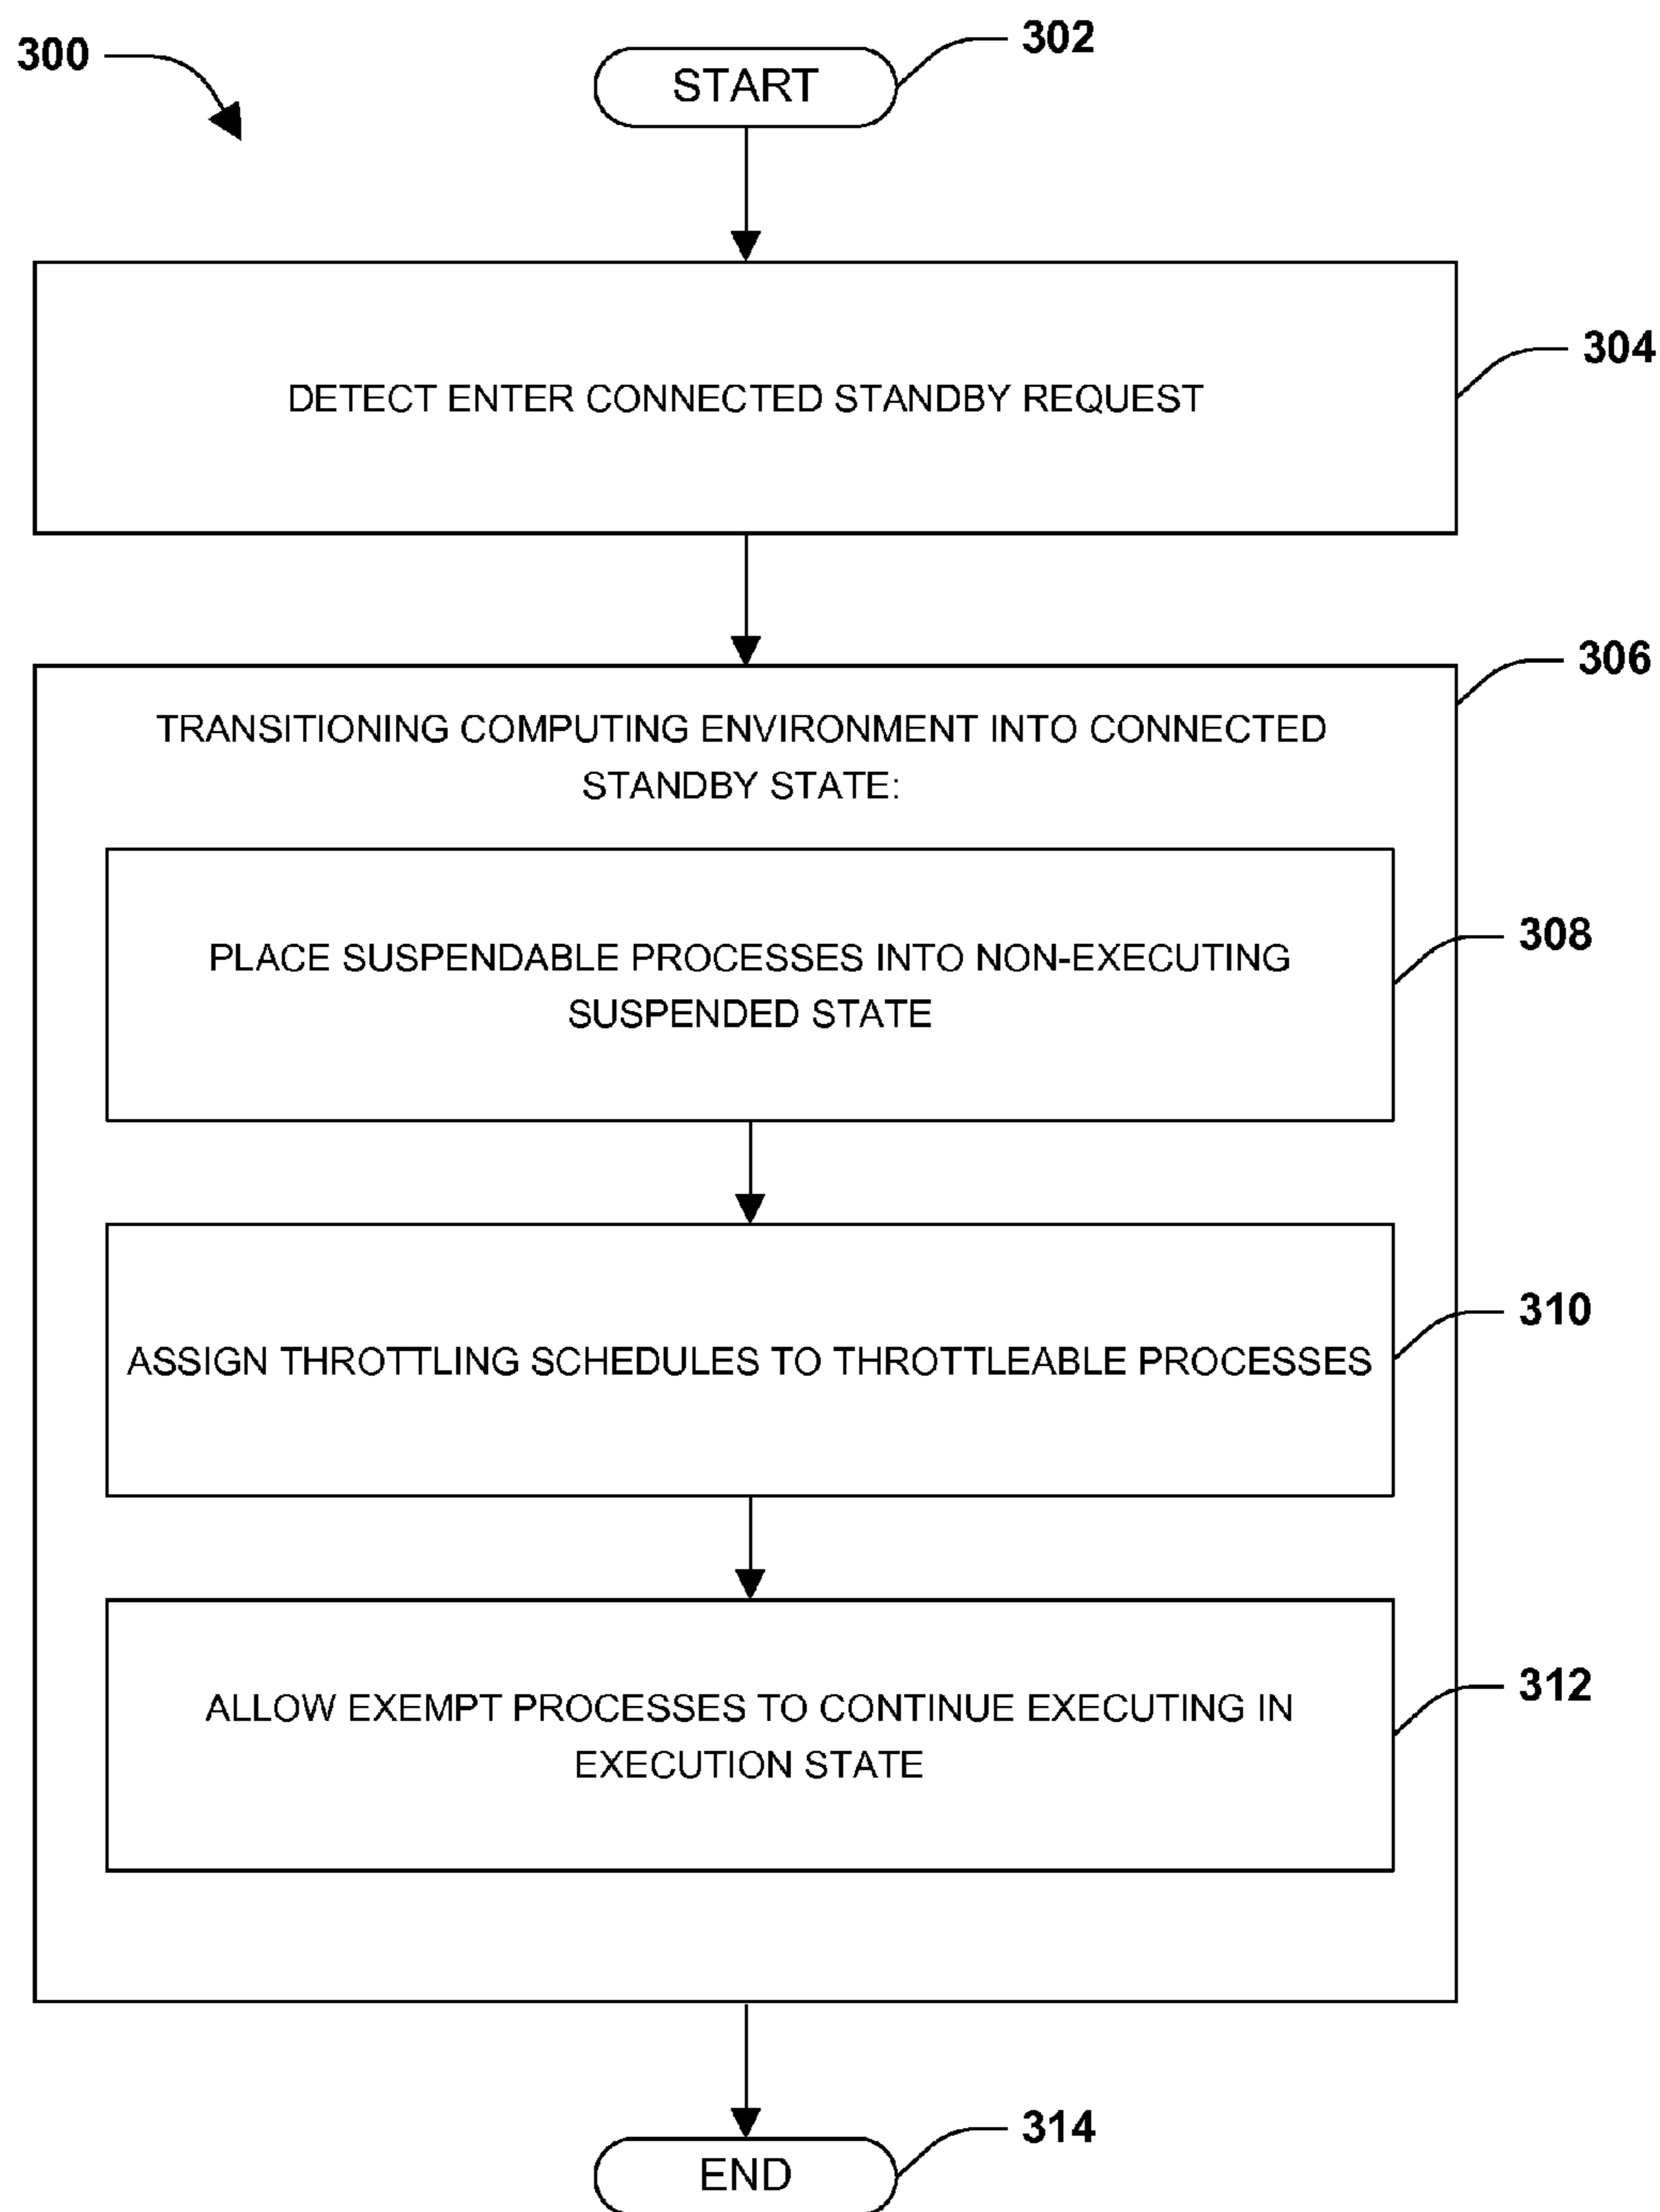 300
START
302
DETECT ENTER CONNECTED STANDBY REQUEST
304
306
TRANSITIONING COMPUTING ENVIRONMENT INTO CONNECTED
STANDBY STATE:
PLACE SUSPENDABLE PROCESSES INTO NON-EXECUTING
SUSPENDED STATE
308
ASSIGN THROTTLING SCHEDULES TO THROTTLEABLE PROCESSES
310
ALLOW EXEMPT PROCESSES TO CONTINUE EXECUTING IN
EXECUTION STATE
312
END
314